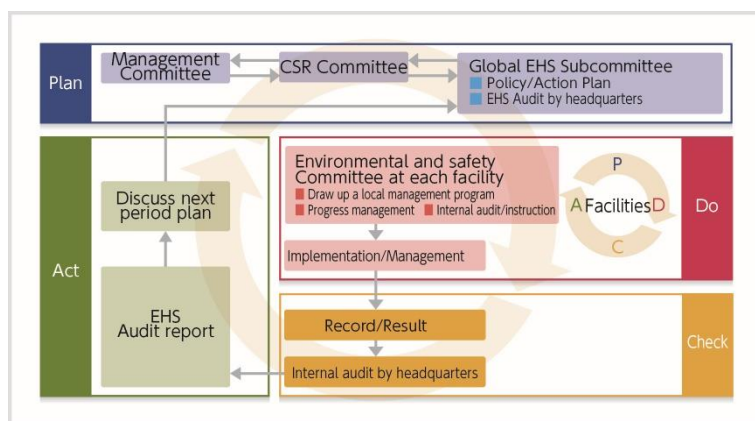 Plan
Management
Committee
CSR Committee
Global EHS Subcommittee
Policy/Action Plan
EHS Audit by headquarters
Act
Discuss next
period plan
EHS
Audit report
Environmental and safety
Committee at each facility
Draw up a local management program
Progress management Internal audit/instruction
Implementation/Management
P
A Facilities D
C
Do
Record/Result
Internal audit by headquarters
Check